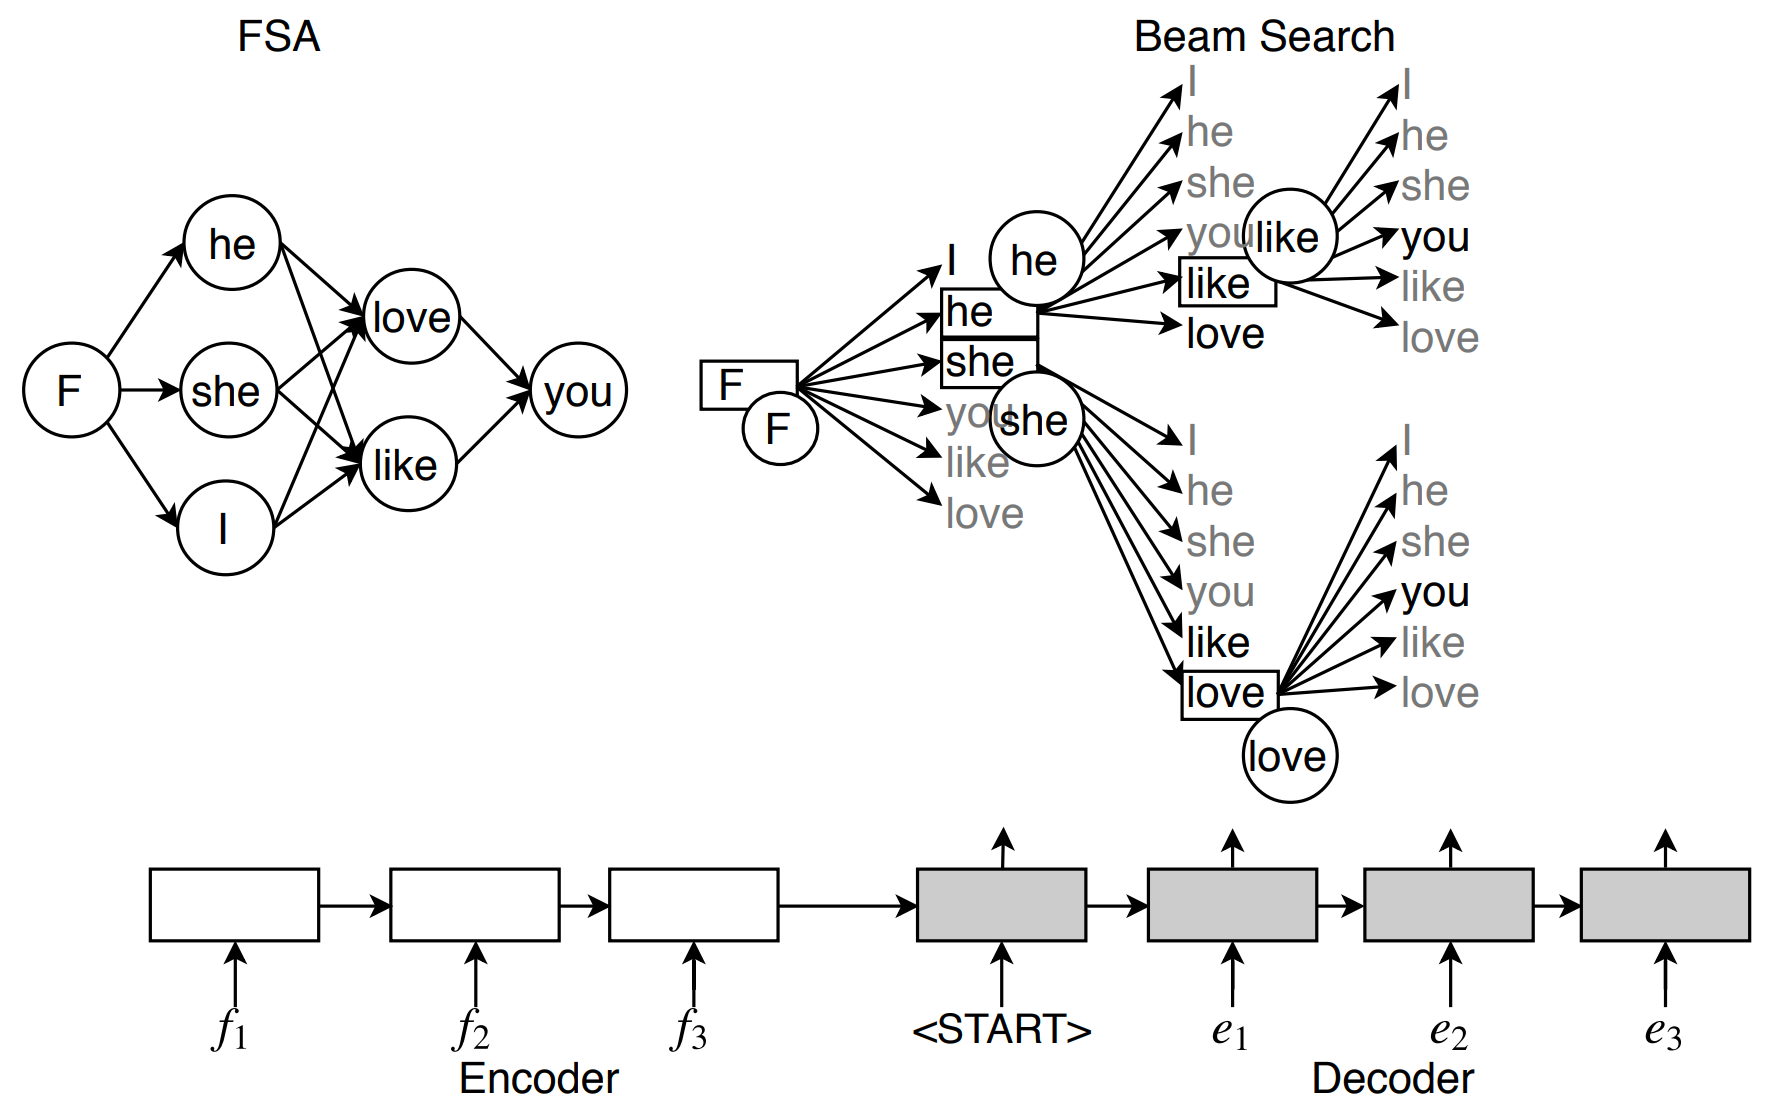 FSA
F
he
she
I
love
like
you
Beam Search
F
F
I
he
she
you
like
love
he
she
I
he
she
you
like
love
like
I
he
she
you
like
love
I
he
she
you
like
love
love
I
he
she
you
like
love
f1
f2
f3
<START>
e1
e2
e3
Encoder
Decoder